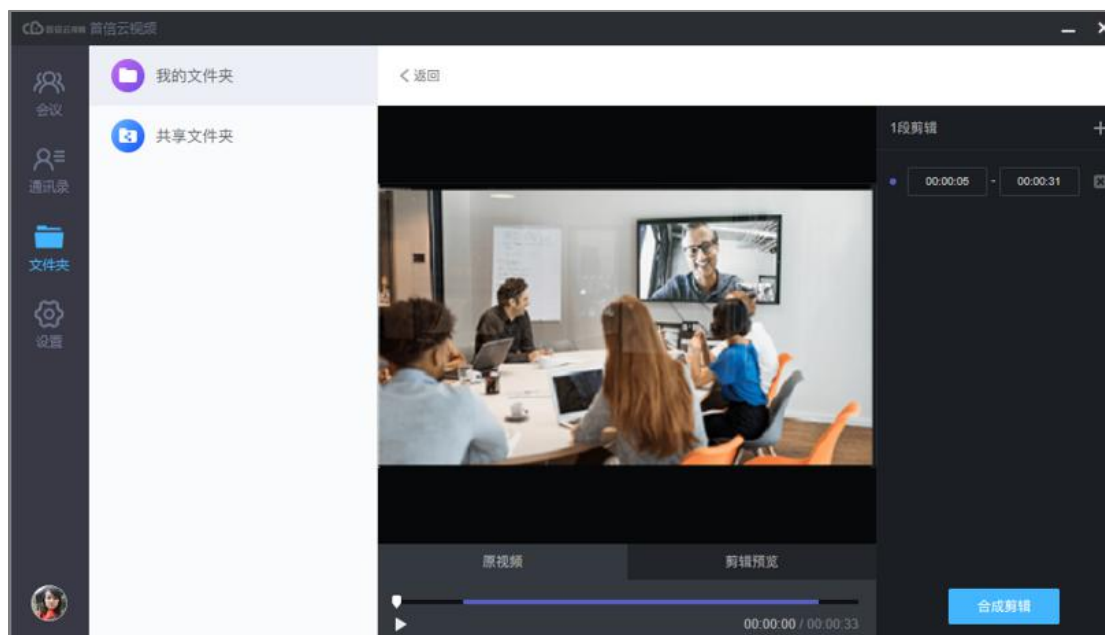 首信云视频
会议
通讯录
文件夹
设置
我的文件夹
共享文件夹
返回
1段剪辑
00:00:05 - 00:00:31
原视频
剪辑预览
00:00:00 / 00:00:33
合成剪辑